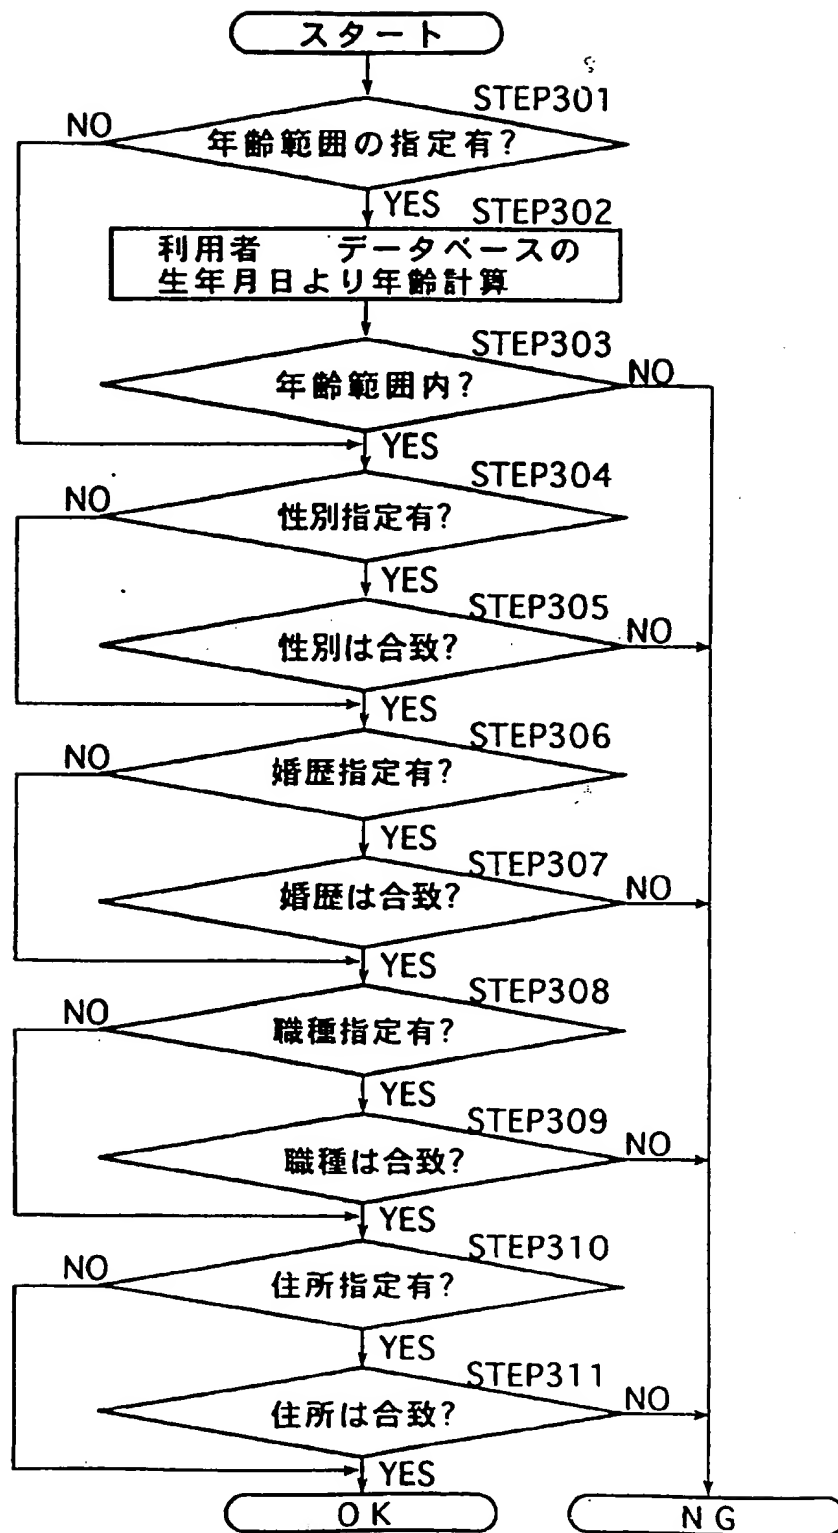 スタート
STEP301
NO
年齢範囲の指定有?
YES
STEP302
利用者 データベースの
生年月日より年齢計算
STEP303
年齢範囲内?
NO
YES
STEP304
NO
性別指定有?
YES
STEP305
性別は合致?
NO
YES
STEP306
NO
婚歴指定有?
YES
STEP307
婚歴は合致?
NO
YES
STEP308
NO
職種指定有?
YES
STEP309
職種は合致?
NO
YES
STEP310
NO
住所指定有?
YES
STEP311
住所は合致?
NO
YES
OK
NG